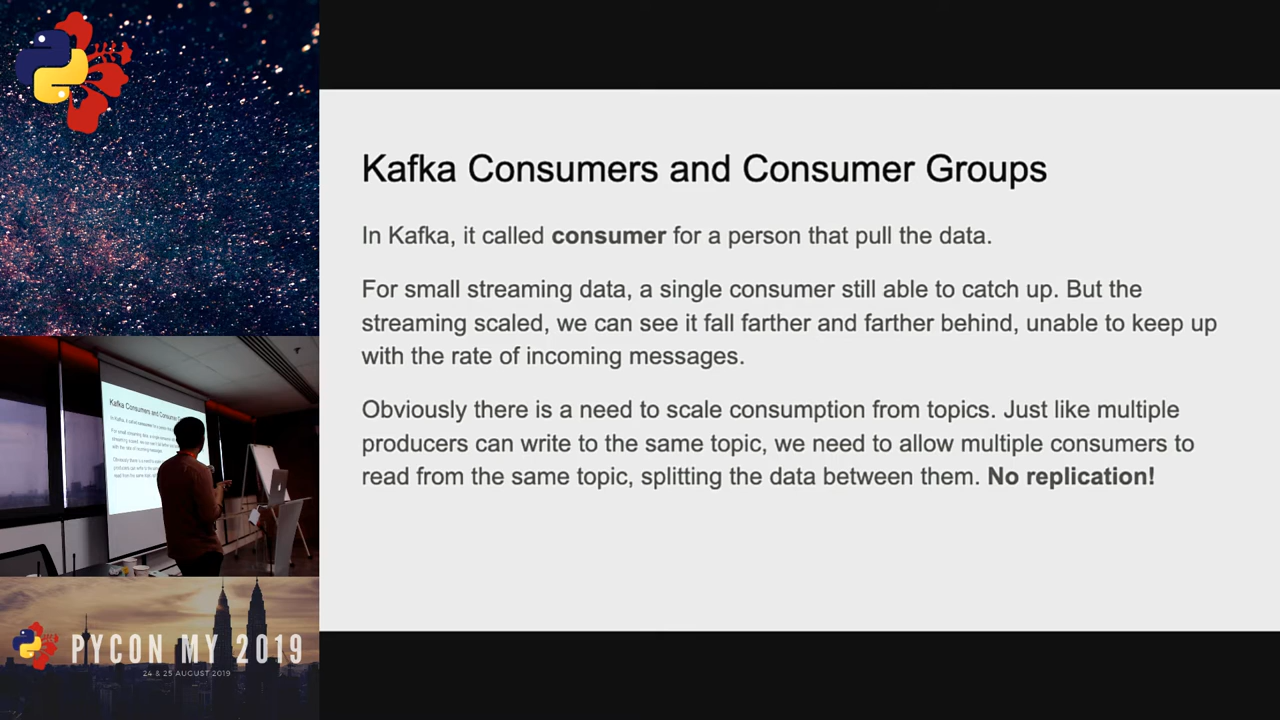 Kafka Consumers and Consumer Groups
In Kafka, it called consumer for a person that pull the data.
For small streaming data, a single consumer still able to catch up. But the
streaming scaled, we can see it fall farther and farther behind, unable to keep up
with the rate of incoming messages.
Obviously there is a need to scale consumption from topics. Just like multiple
producers can write to the same topic, we need to allow multiple consumers to
read from the same topic, splitting the data between them. No replication!
Kafka Consumers and Consumer
PYCON MY 2019
24 & 25 AUGUST 2019